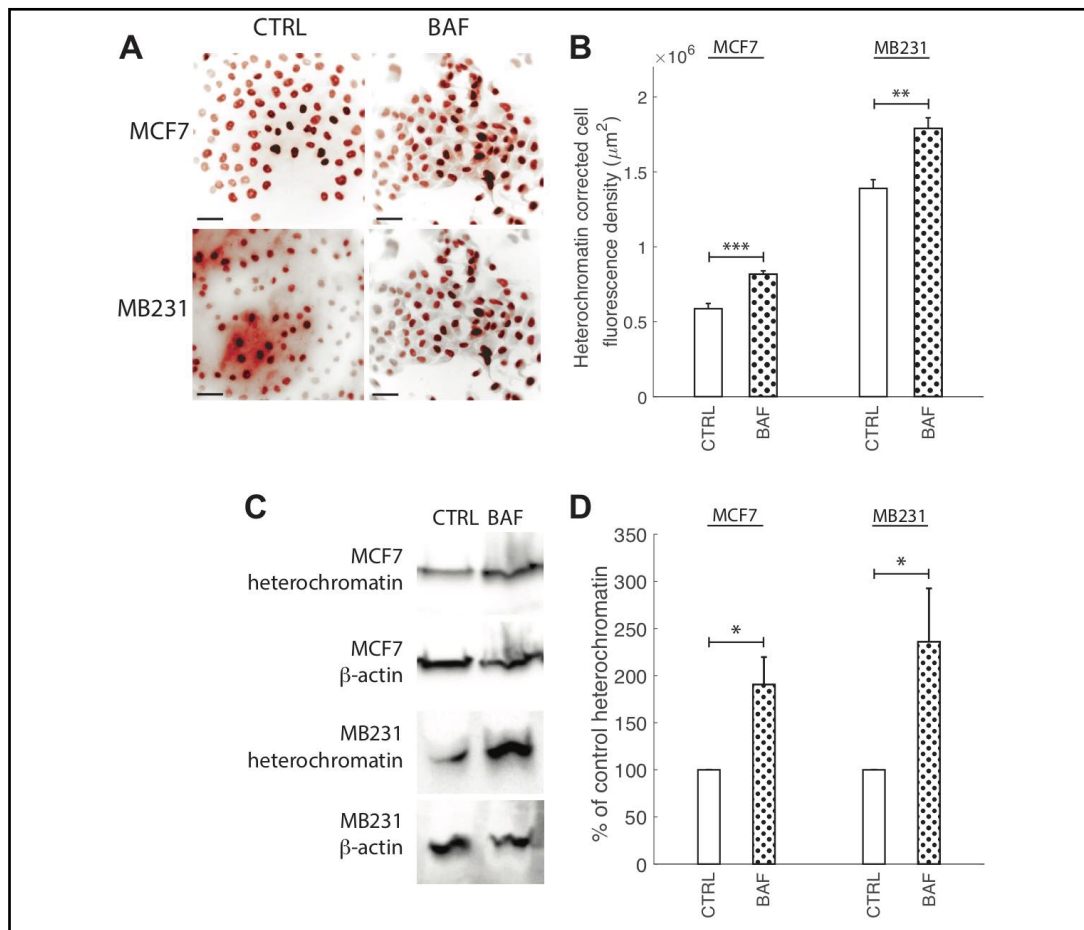 A
CTRL
BAF
MCF7
MB231
B
MCF7
MB231
×10⁶
Heterochromatin corrected cell
fluorescence density (μm²)
2
1.5
1
0.5
0
***
**
CTRL
BAF
CTRL
BAF
C
CTRL BAF
MCF7
heterochromatin
MCF7
β-actin
MB231
heterochromatin
MB231
β-actin
D
MCF7
MB231
% of control heterochromatin
350
300
250
200
150
100
50
0
*
*
CTRL
BAF
CTRL
BAF